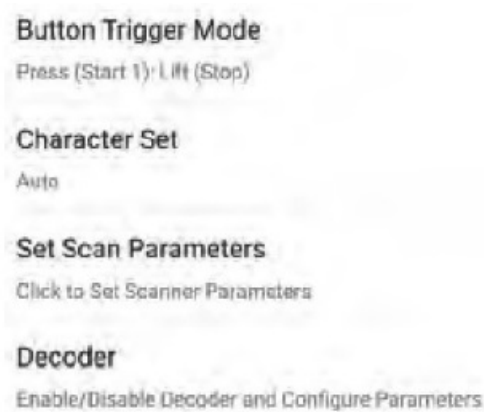 Button Trigger Mode
Press (Start 1) Lift (Stop)
Character Set
Auto
Set Scan Parameters
Click to Set Scanner Parameters
Decoder
Enable/Disable Decoder and Configure Parameters